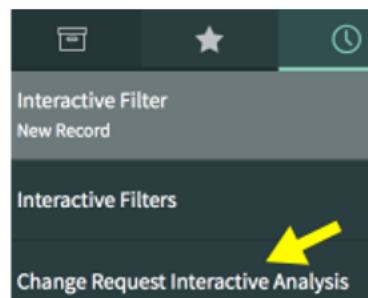 Interactive Filter
New Record
Interactive Filters
Change Request Interactive Analysis